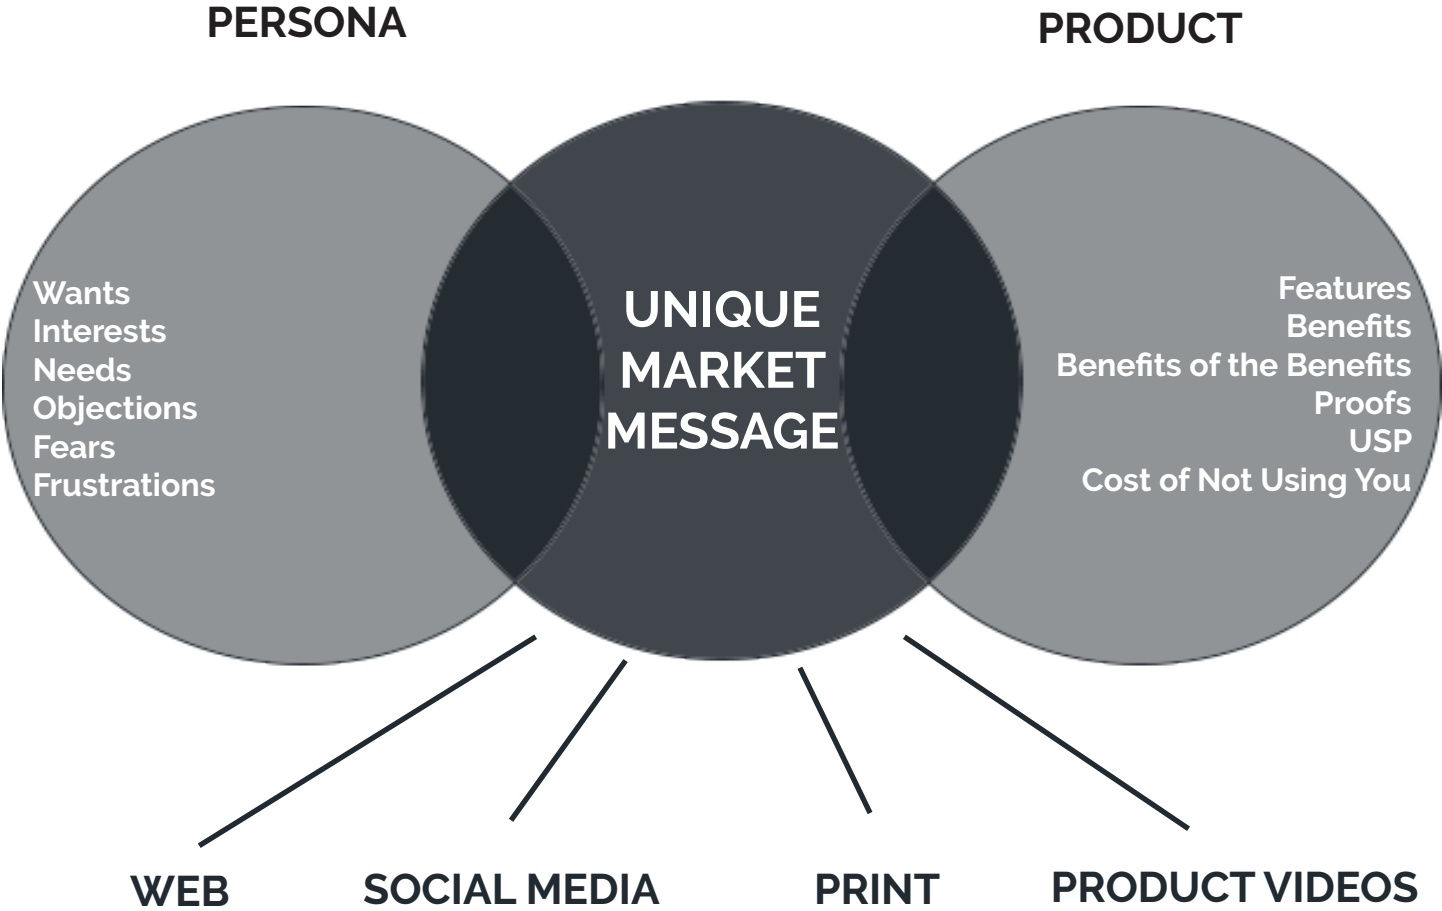 PERSONA
PRODUCT
Wants
Interests
Needs
Objections
Fears
Frustrations
UNIQUE
MARKET
MESSAGE
Features
Benefits
Benefits of the Benefits
Proofs
USP
Cost of Not Using You
WEB
SOCIAL MEDIA
PRINT
PRODUCT VIDEOS